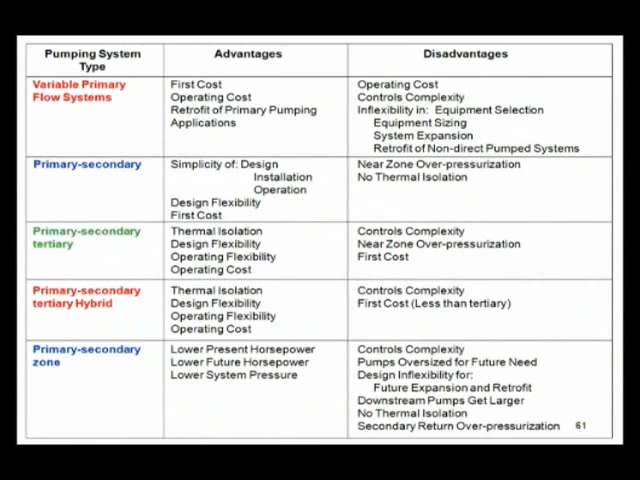 Pumping System Type
Advantages
Disadvantages
Variable Primary Flow Systems
First Cost
Operating Cost
Retrofit of Primary Pumping
Applications
Operating Cost
Controls Complexity
Inflexibility in: Equipment Selection
Equipment Sizing
System Expansion
Retrofit of Non-direct Pumped Systems
Primary-secondary
Simplicity of: Design
Installation
Operation
Design Flexibility
First Cost
Near Zone Over-pressurization
No Thermal Isolation
Primary-secondary
tertiary
Thermal Isolation
Design Flexibility
Operating Flexibility
Operating Cost
Controls Complexity
Near Zone Over-pressurization
First Cost
Primary-secondary
tertiary Hybrid
Thermal Isolation
Design Flexibility
Operating Flexibility
Operating Cost
Controls Complexity
First Cost (Less than tertiary)
Primary-secondary
zone
Lower Present Horsepower
Lower Future Horsepower
Lower System Pressure
Controls Complexity
Pumps Oversized for Future Need
Design Inflexibility for:
Future Expansion and Retrofit
Downstream Pumps Get Larger
No Thermal Isolation
Secondary Return Over-pressurization
61